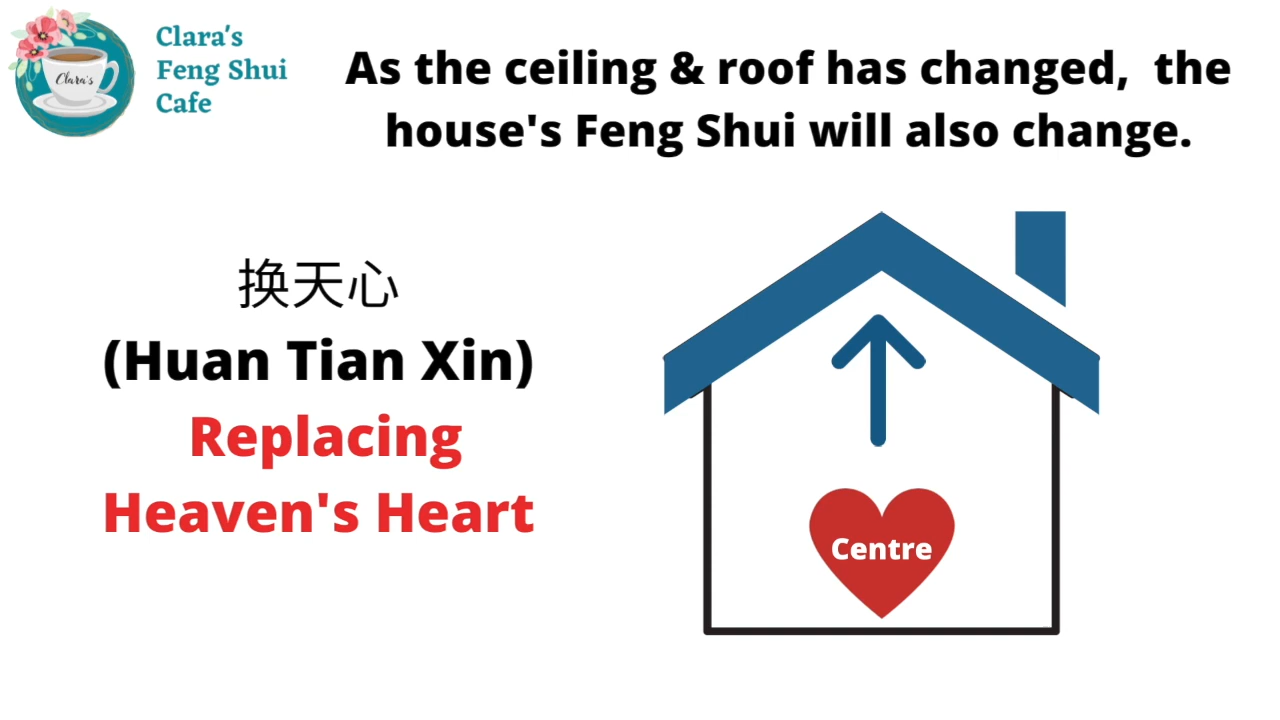 Clara's
Clara's
Feng Shui
Cafe
As the ceiling & roof has changed,  the
house's Feng Shui will also change.
换天心
(Huan Tian Xin)
Replacing
Heaven's Heart
Centre